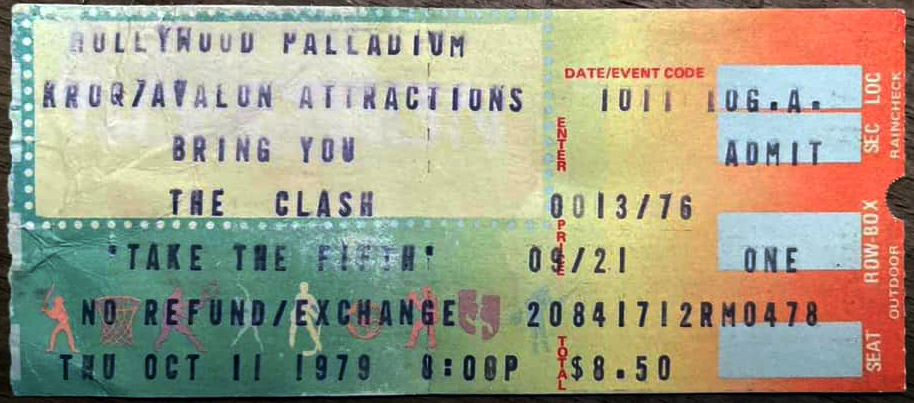 HOLLYWOOD PALLADIUM
KROQ/AVALON ATTRACTIONS
BRING YOU
THE CLASH
"TAKE THE FIFTH"
NO REFUND/EXCHANGE
THU OCT 11 1979 8:00P
DATE/EVENT CODE
1011 LOG.A.
ENTER
ADMIT
0013/76
PRICE
09/21 ONE
20841712RM0478
TOTAL
$8.50
LOC
SEC
ROW-BOX
SEAT
RAINCHECK
OUTDOOR